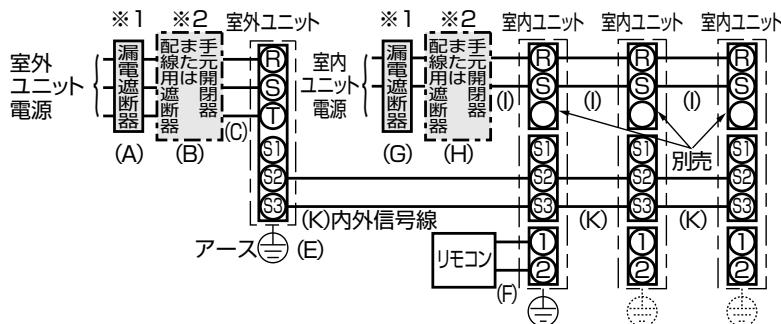 ※1 ※2 室外ユニット ※1 ※2 室内ユニット 室内ユニット 室内ユニット
室外
ユニット
電源
漏電遮断器
手元開閉器
または
配線用遮断器
(A)
(B)
(C)
R
S
T
S1
S2
S3
室内
ユニット
電源
漏電遮断器
手元開閉器
または
配線用遮断器
(G)
(H)
(I)
R
S
S1
S2
S3
1
2
(I)
R
S
S1
S2
S3
1
2
(I)
R
S
S1
S2
S3
1
2
別売
(K)内外信号線
(K)
(K)
アース
(E)
リモコン
(F)